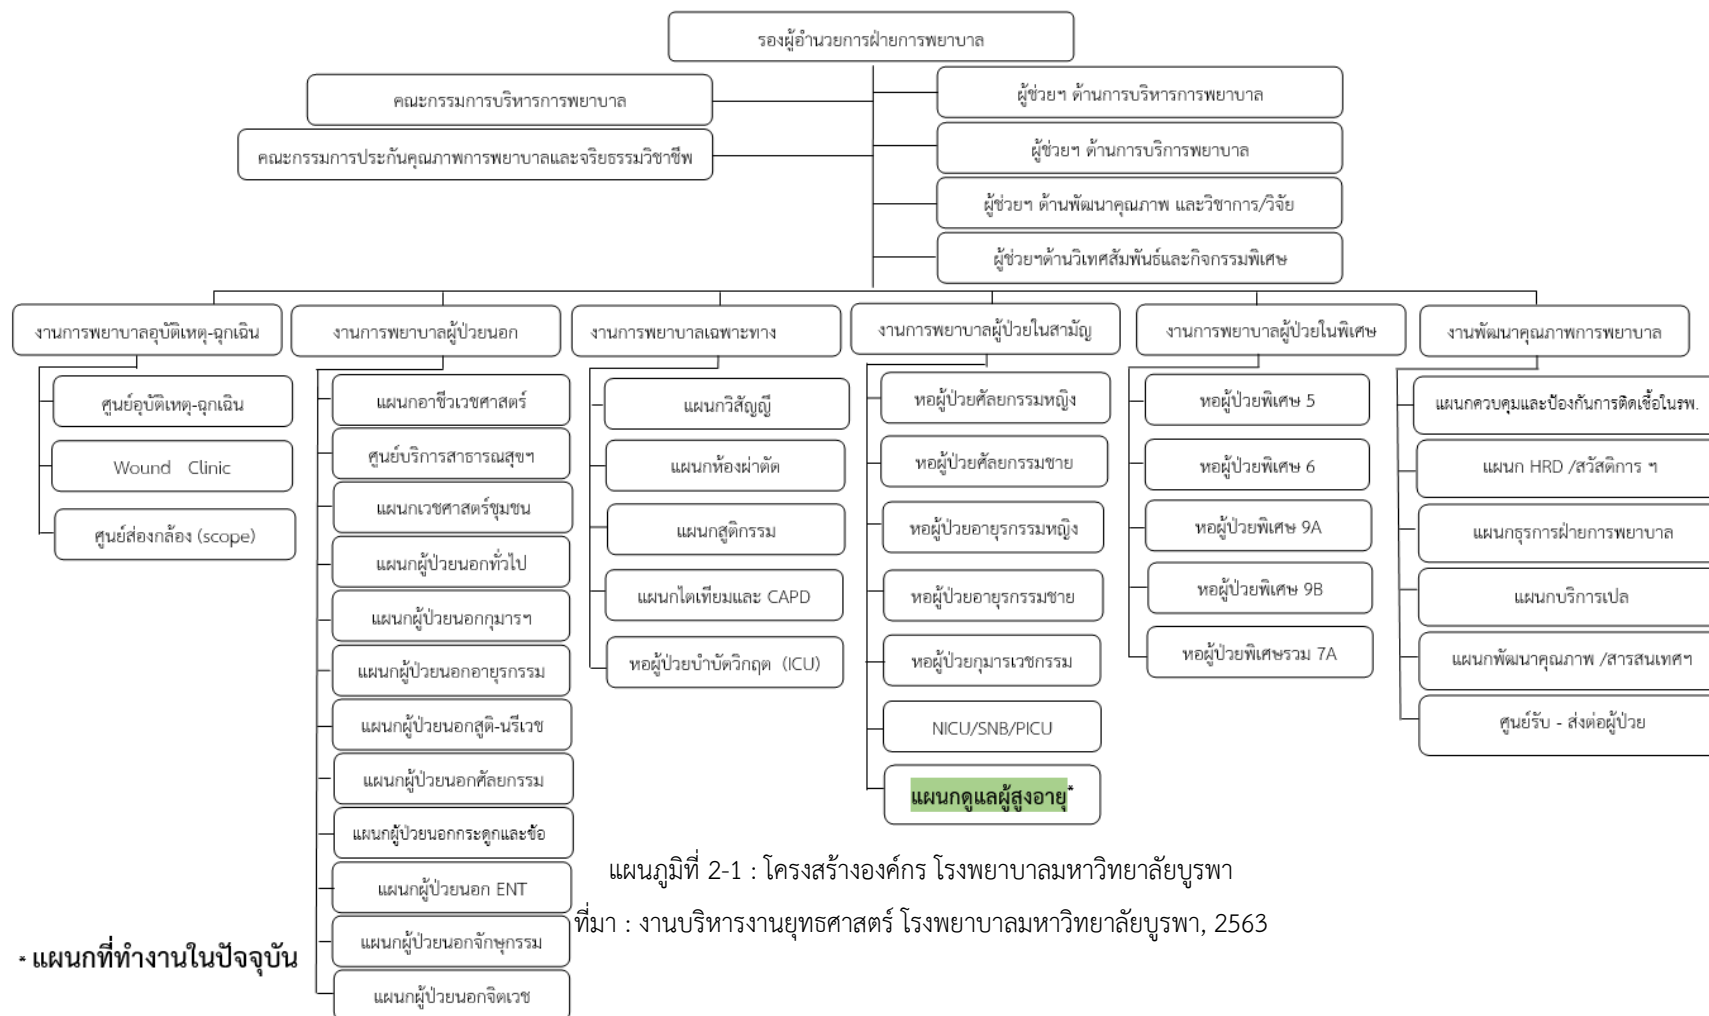 รองผู้อำนวยการฝ่ายการพยาบาล
คณะกรรมการบริหารการพยาบาล
คณะกรรมการประกันคุณภาพการพยาบาลและจริยธรรมวิชาชีพ
ผู้ช่วยฯ ด้านการบริหารการพยาบาล
ผู้ช่วยฯ ด้านการบริการพยาบาล
ผู้ช่วยฯ ด้านพัฒนาคุณภาพ และวิชาการ/วิจัย
ผู้ช่วยฯด้านวิเทศสัมพันธ์และกิจกรรมพิเศษ
งานการพยาบาลอุบัติเหตุ-ฉุกเฉิน
ศูนย์อุบัติเหตุ-ฉุกเฉิน
Wound Clinic
ศูนย์ส่องกล้อง (scope)
งานการพยาบาลผู้ป่วยนอก
แผนกอาชีวเวชศาสตร์
ศูนย์บริการสาธารณสุขฯ
แผนกเวชศาสตร์ชุมชน
แผนกผู้ป่วยนอกทั่วไป
แผนกผู้ป่วยนอกกุมารฯ
แผนกผู้ป่วยนอกอายุรกรรม
แผนกผู้ป่วยนอกสูติ-นรีเวช
แผนกผู้ป่วยนอกศัลยกรรม
แผนกผู้ป่วยนอกกระดูกและข้อ
แผนกผู้ป่วยนอก ENT
แผนกผู้ป่วยนอกจักษุกรรม
แผนกผู้ป่วยนอกจิตเวช
งานการพยาบาลเฉพาะทาง
แผนกวิสัญญี
แผนกห้องผ่าตัด
แผนกสูติกรรม
แผนกไตเทียมและ CAPD
หอผู้ป่วยบำบัดวิกฤต (ICU)
งานการพยาบาลผู้ป่วยในสามัญ
หอผู้ป่วยศัลยกรรมหญิง
หอผู้ป่วยศัลยกรรมชาย
หอผู้ป่วยอายุรกรรมหญิง
หอผู้ป่วยอายุรกรรมชาย
หอผู้ป่วยกุมารเวชกรรม
NICU/SNB/PICU
แผนกดูแลผู้สูงอายุ*
งานการพยาบาลผู้ป่วยในพิเศษ
หอผู้ป่วยพิเศษ 5
หอผู้ป่วยพิเศษ 6
หอผู้ป่วยพิเศษ 9A
หอผู้ป่วยพิเศษ 9B
หอผู้ป่วยพิเศษรวม 7A
งานพัฒนาคุณภาพการพยาบาล
แผนกควบคุมและป้องกันการติดเชื้อในรพ.
แผนก HRD /สวัสดิการ ฯ
แผนกธุรการฝ่ายการพยาบาล
แผนกบริการเปล
แผนกพัฒนาคุณภาพ /สารสนเทศฯ
ศูนย์รับ - ส่งต่อผู้ป่วย
แผนภูมิที่ 2-1 : โครงสร้างองค์กร โรงพยาบาลมหาวิทยาลัยบูรพา
ที่มา : งานบริหารงานยุทธศาสตร์ โรงพยาบาลมหาวิทยาลัยบูรพา, 2563
* แผนกที่ทำงานในปัจจุบัน